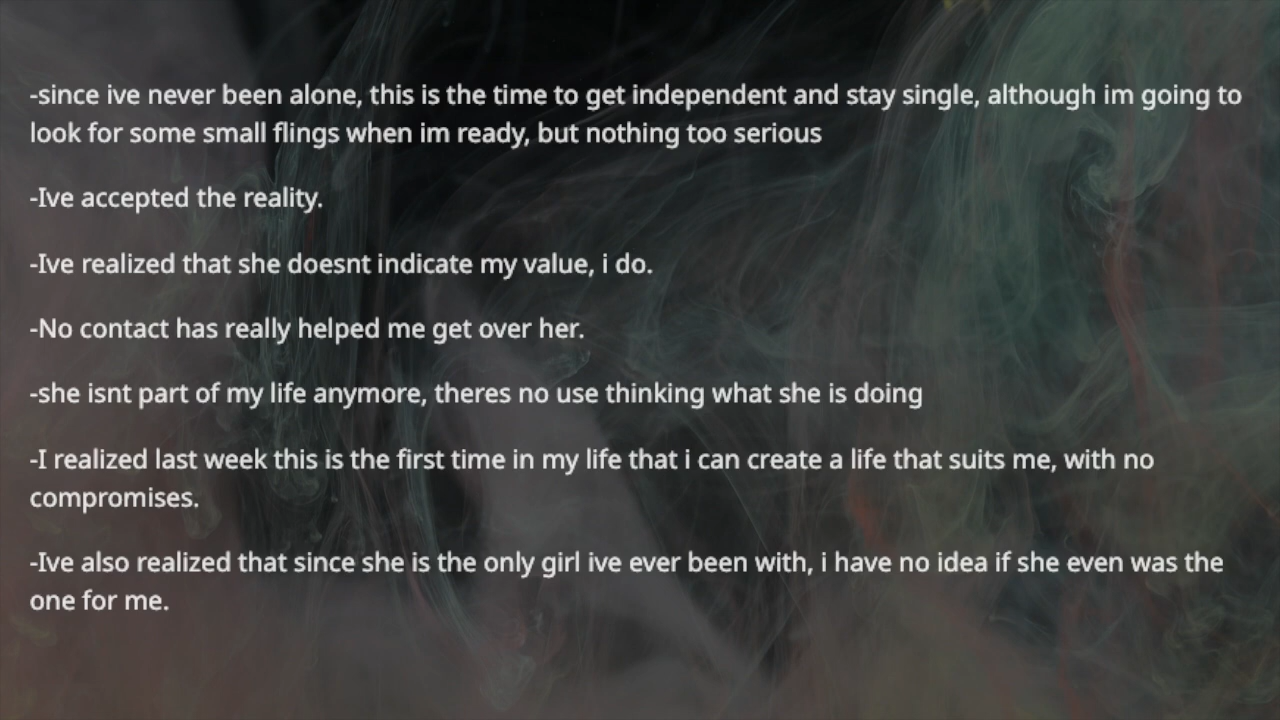 -since ive never been alone, this is the time to get independent and stay single, although im going to
look for some small flings when im ready, but nothing too serious
-Ive accepted the reality.
-Ive realized that she doesnt indicate my value, i do.
-No contact has really helped me get over her.
-she isnt part of my life anymore, theres no use thinking what she is doing
-I realized last week this is the first time in my life that i can create a life that suits me, with no
compromises.
-Ive also realized that since she is the only girl ive ever been with, i have no idea if she even was the
one for me.